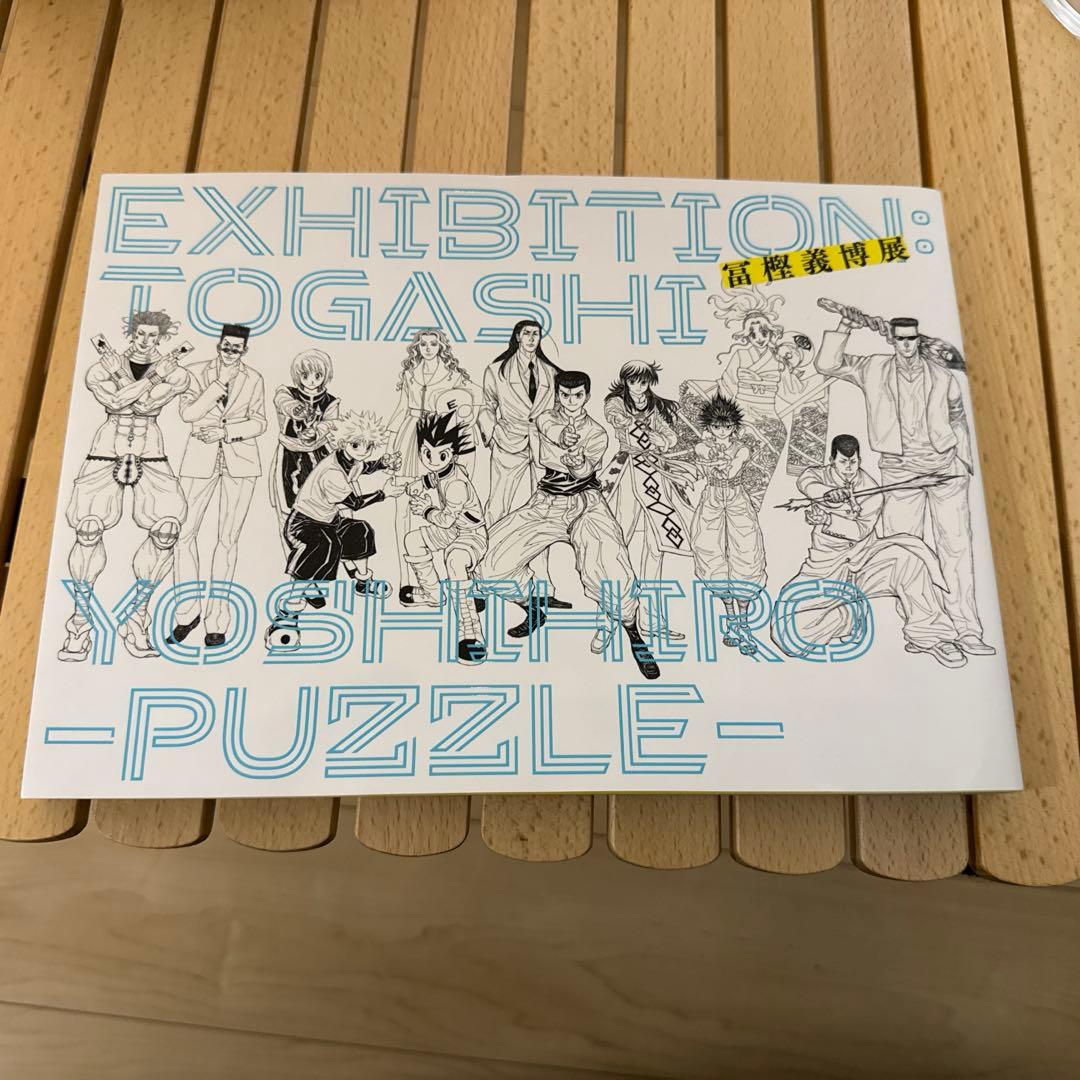 EXHIBITION:
TOGASHI
冨樫義博展
YOSHIHIRO
-PUZZLE-